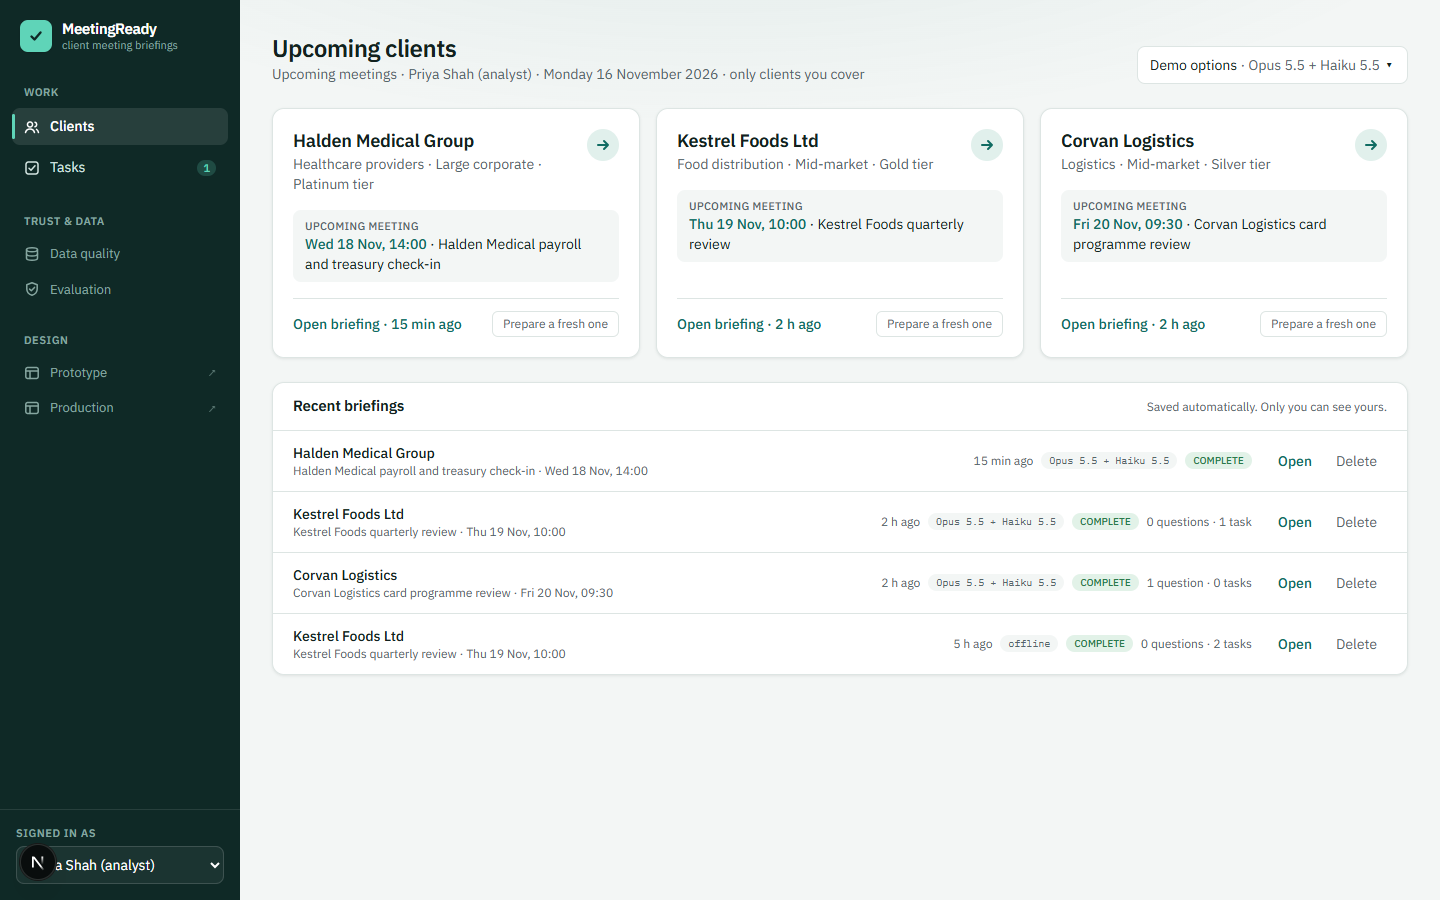 MeetingReady
client meeting briefings
WORK
Clients
Tasks
1
TRUST & DATA
Data quality
Evaluation
DESIGN
Prototype ↗
Production ↗
SIGNED IN AS
N
a Shah (analyst)
Upcoming clients
Upcoming meetings · Priya Shah (analyst) · Monday 16 November 2026 · only clients you cover
Demo options · Opus 5.5 + Haiku 5.5 ▾
Halden Medical Group
Healthcare providers · Large corporate ·
Platinum tier
UPCOMING MEETING
Wed 18 Nov, 14:00 · Halden Medical payroll
and treasury check-in
Open briefing · 15 min ago
Prepare a fresh one
Kestrel Foods Ltd
Food distribution · Mid-market · Gold tier
UPCOMING MEETING
Thu 19 Nov, 10:00 · Kestrel Foods quarterly
review
Open briefing · 2 h ago
Prepare a fresh one
Corvan Logistics
Logistics · Mid-market · Silver tier
UPCOMING MEETING
Fri 20 Nov, 09:30 · Corvan Logistics card
programme review
Open briefing · 2 h ago
Prepare a fresh one
Recent briefings
Saved automatically. Only you can see yours.
Halden Medical Group
Halden Medical payroll and treasury check-in · Wed 18 Nov, 14:00
15 min ago Opus 5.5 + Haiku 5.5 COMPLETE Open Delete
Kestrel Foods Ltd
Kestrel Foods quarterly review · Thu 19 Nov, 10:00
2 h ago Opus 5.5 + Haiku 5.5 COMPLETE 0 questions · 1 task Open Delete
Corvan Logistics
Corvan Logistics card programme review · Fri 20 Nov, 09:30
2 h ago Opus 5.5 + Haiku 5.5 COMPLETE 1 question · 0 tasks Open Delete
Kestrel Foods Ltd
Kestrel Foods quarterly review · Thu 19 Nov, 10:00
5 h ago offline COMPLETE 0 questions · 2 tasks Open Delete